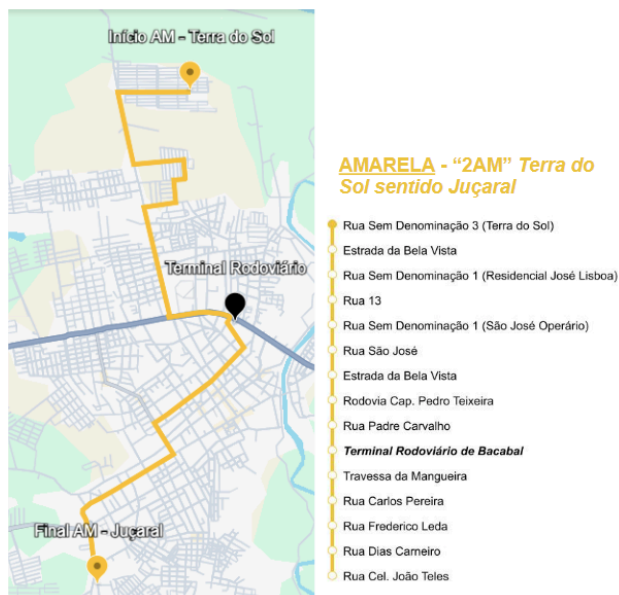 Início AM - Terra do Sol
Terminal Rodoviário
Final AM - Juçaral
AMARELA - “2AM” Terra do
Sol sentido Juçaral
Rua Sem Denominação 3 (Terra do Sol)
Estrada da Bela Vista
Rua Sem Denominação 1 (Residencial José Lisboa)
Rua 13
Rua Sem Denominação 1 (São José Operário)
Rua São José
Estrada da Bela Vista
Rodovia Cap. Pedro Teixeira
Rua Padre Carvalho
Terminal Rodoviário de Bacabal
Travessa da Mangueira
Rua Carlos Pereira
Rua Frederico Leda
Rua Dias Carneiro
Rua Cel. João Teles